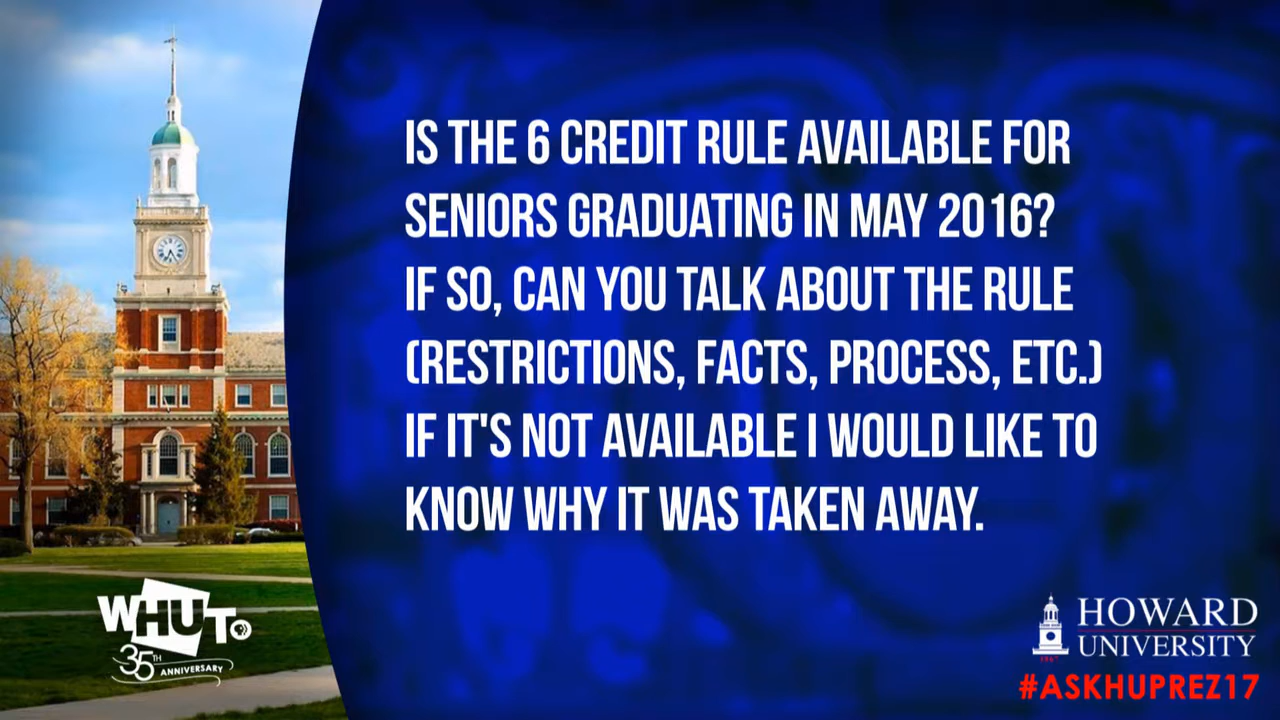 IS THE 6 CREDIT RULE AVAILABLE FOR
SENIORS GRADUATING IN MAY 2016?
IF SO, CAN YOU TALK ABOUT THE RULE
(RESTRICTIONS, FACTS, PROCESS, ETC.)
IF IT'S NOT AVAILABLE I WOULD LIKE TO
KNOW WHY IT WAS TAKEN AWAY.
WHUT
35TH ANNIVERSARY
HOWARD
UNIVERSITY
1867
#ASKHUPREZ17